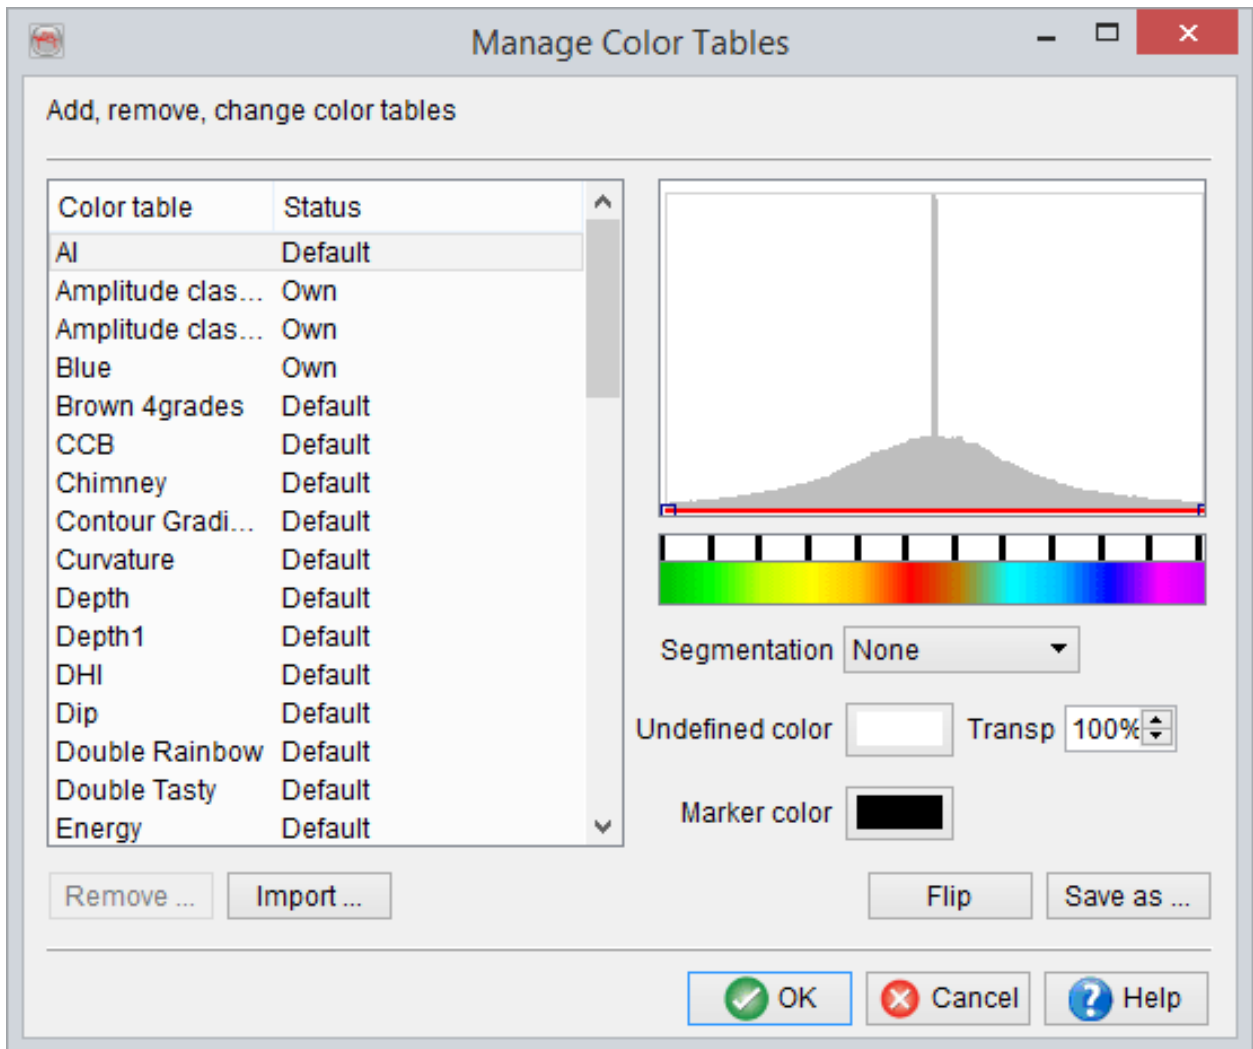 Manage Color Tables
Add, remove, change color tables
Color table Status
AI Default
Amplitude clas... Own
Amplitude clas... Own
Blue Own
Brown 4grades Default
CCB Default
Chimney Default
Contour Gradi... Default
Curvature Default
Depth Default
Depth1 Default
DHI Default
Dip Default
Double Rainbow Default
Double Tasty Default
Energy Default
Segmentation None
Undefined color Transp 100%
Marker color
Remove ... Import ... Flip Save as ...
OK Cancel Help